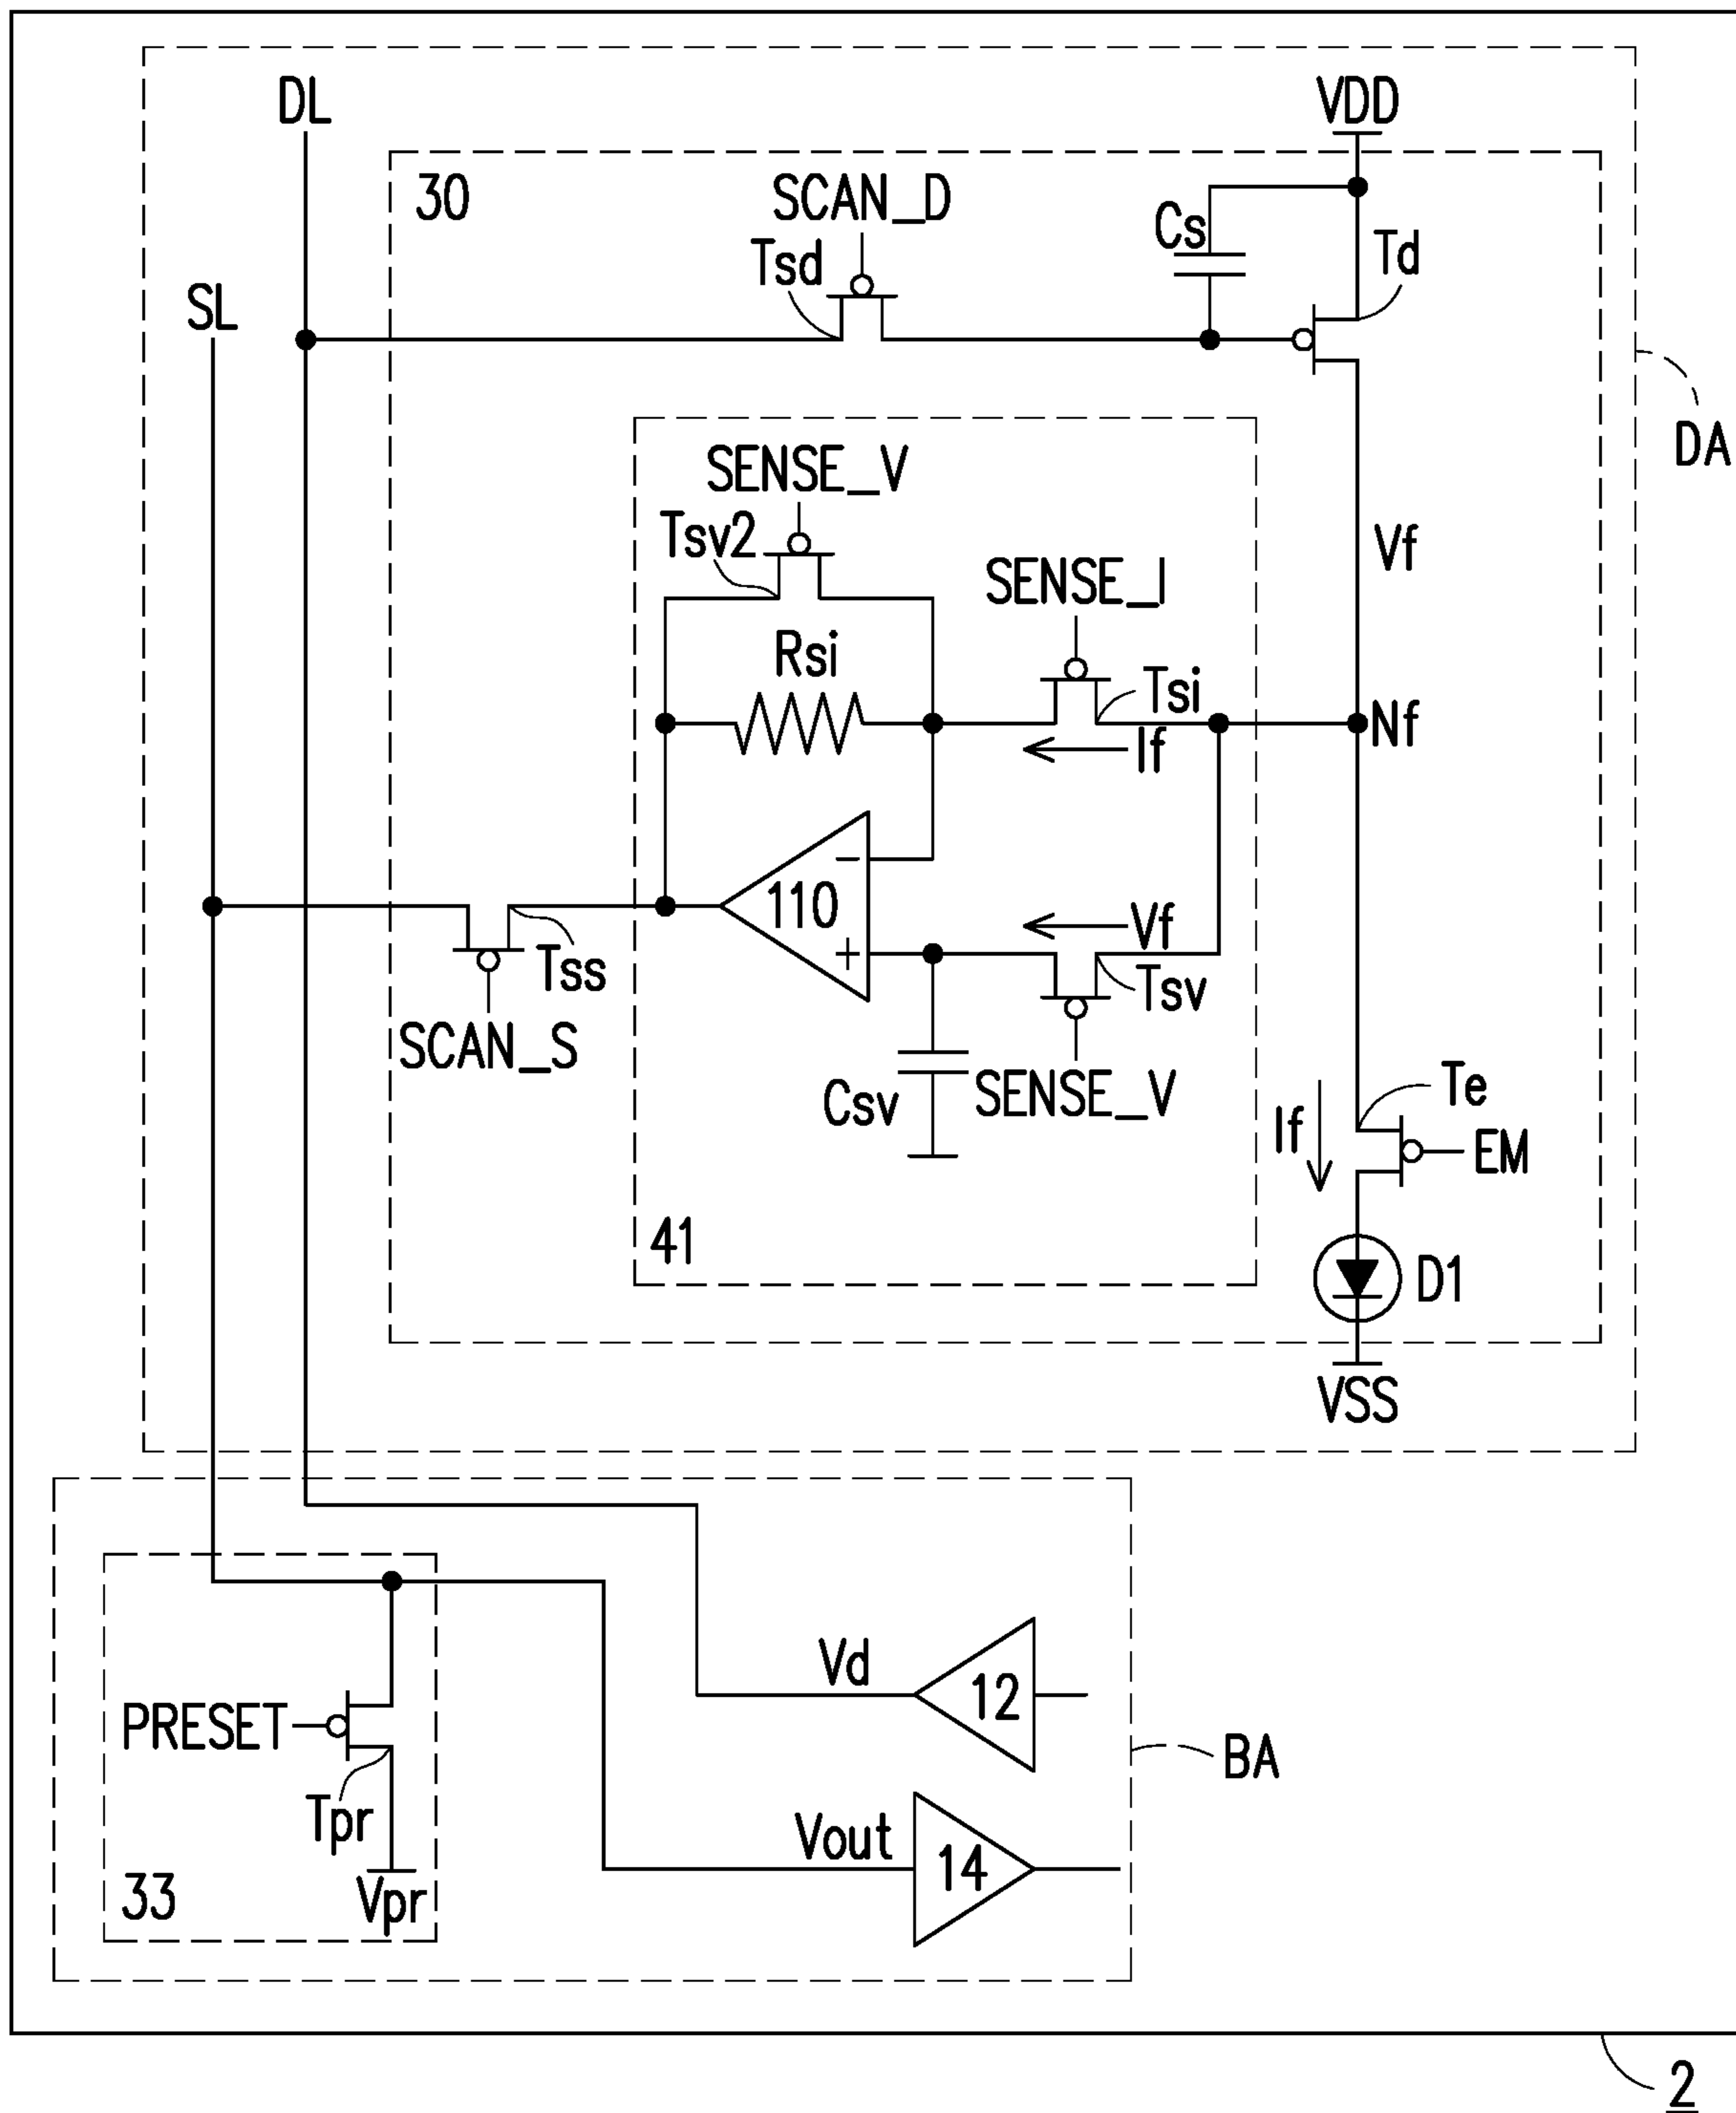 DL
VDD
30
SCAN_D
Cs
Tsd
Td
SL
DA
SENSE_V
Tsv2
Vf
SENSE_I
Rsi
Tsi
Nf
If
−
110
Vf
+
Tss
Tsv
SCAN_S
Csv
SENSE_V
Te
If
EM
41
D1
VSS
Vd
12
PRESET
BA
Tpr
Vout
14
33
Vpr
2